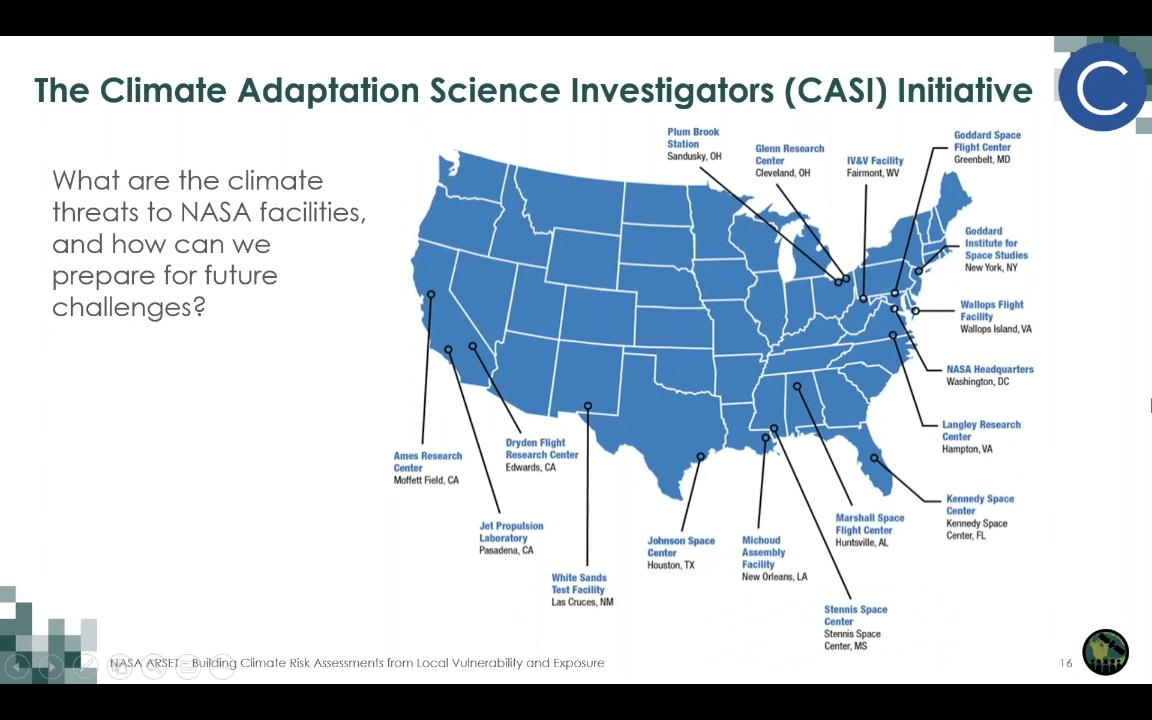 The Climate Adaptation Science Investigators (CASI) Initiative
C
What are the climate
threats to NASA facilities,
and how can we
prepare for future
challenges?
Plum Brook
Station
Sandusky, OH
Glenn Research
Center
Cleveland, OH
IV&V Facility
Fairmont, WV
Goddard Space
Flight Center
Greenbelt, MD
Goddard
Institute for
Space Studies
New York, NY
Wallops Flight
Facility
Wallops Island, VA
NASA Headquarters
Washington, DC
Langley Research
Center
Hampton, VA
Kennedy Space
Center
Kennedy Space
Center, FL
Marshall Space
Flight Center
Huntsville, AL
Stennis Space
Center
Stennis Space
Center, MS
Michoud
Assembly
Facility
New Orleans, LA
Johnson Space
Center
Houston, TX
White Sands
Test Facility
Las Cruces, NM
Jet Propulsion
Laboratory
Pasadena, CA
Dryden Flight
Research Center
Edwards, CA
Ames Research
Center
Moffett Field, CA
NASA ARSET – Building Climate Risk Assessments from Local Vulnerability and Exposure
16